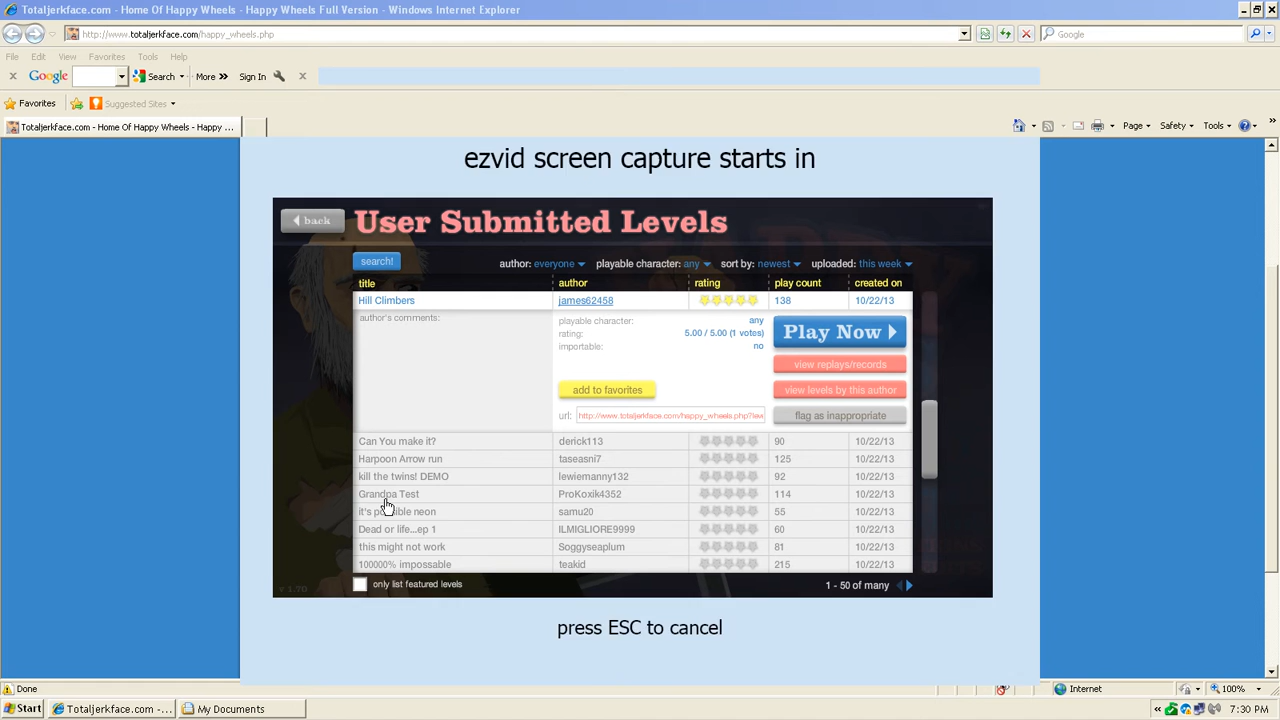 Totaljerkface.com - Home Of Happy Wheels - Happy Wheels Full Version - Windows Internet Explorer
http://www.totaljerkface.com/happy_wheels.php
Google
File Edit View Favorites Tools Help
x Google Search More » Sign In x
Favorites Suggested Sites
Totaljerkface.com - Home Of Happy Wheels - Happy ...
Page Safety Tools »
ezvid screen capture starts in
back User Submitted Levels
search! author: everyone playable character: any sort by: newest uploaded: this week
title author rating play count created on
Hill Climbers james62458 138 10/22/13
author's comments: playable character: any
Play Now
rating: 5.00 / 5.00 (1 votes)
importable: no
view replays/records
add to favorites view levels by this author
url: http://www.totaljerkface.com/happy_wheels.php?lev flag as inappropriate
Can You make it? derick113 90 10/22/13
Harpoon Arrow run taseasni7 125 10/22/13
kill the twins! DEMO lewiemanny132 92 10/22/13
Grandpa Test ProKoxik4352 114 10/22/13
it's possible neon samu20 55 10/22/13
Dead or life...ep 1 ILMIGLIORE9999 60 10/22/13
this might not work Soggyseaplum 81 10/22/13
100000% impossable teakid 215 10/22/13
v 1.70 only list featured levels 1 - 50 of many
press ESC to cancel
Done Internet 100%
Start Totaljerkface.com - ... My Documents « 7:30 PM